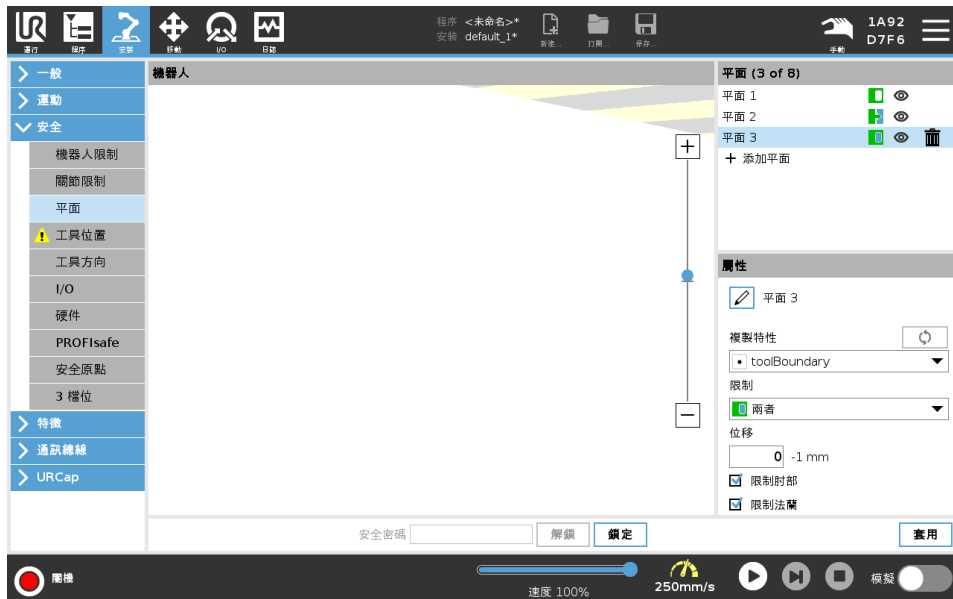 UR
程序 <未命名>*
安裝 default_1*
1A92
D7F6
運行
程序
安裝
移動
I/O
日誌
新建...
打開...
保存...
手動
一般
運動
安全
機器人限制
關節限制
平面
工具位置
工具方向
I/O
硬件
PROFIsafe
安全原點
3 檔位
特徵
通訊總線
URCap
機器人
平面 (3 of 8)
平面 1
平面 2
平面 3
添加平面
屬性
平面 3
複製特性
toolBoundary
限制
兩者
位移
0 -1 mm
限制肘部
限制法蘭
安全密碼
解鎖
鎖定
套用
關機
速度 100%
250mm/s
模擬